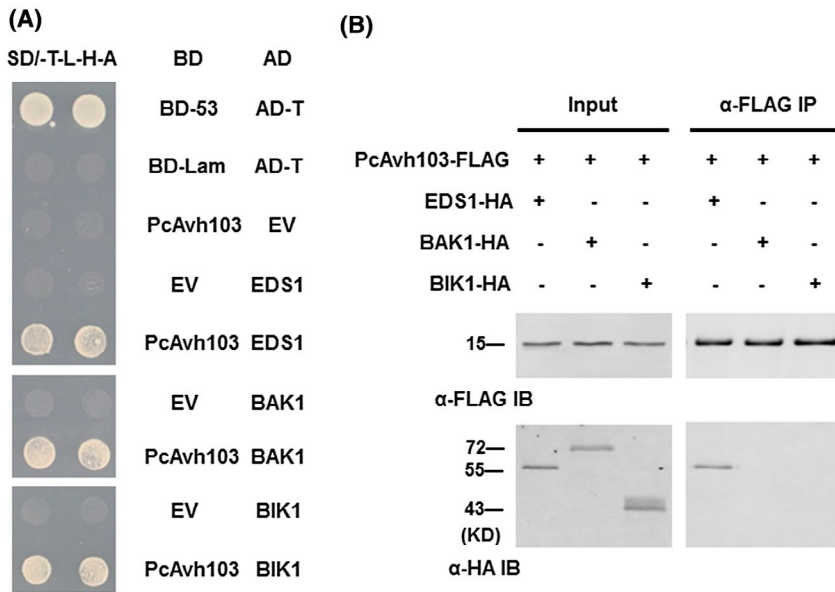 (A)
SD/-T-L-H-A BD AD
BD-53 AD-T
BD-Lam AD-T
PcAvh103 EV
EV EDS1
PcAvh103 EDS1
EV BAK1
PcAvh103 BAK1
EV BIK1
PcAvh103 BIK1
(B)
Input α-FLAG IP
PcAvh103-FLAG + + + + + +
EDS1-HA + - - + - -
BAK1-HA - + - - + -
BIK1-HA - - + - - +
15—
α-FLAG IB
72—
55—
43—
(KD)
α-HA IB